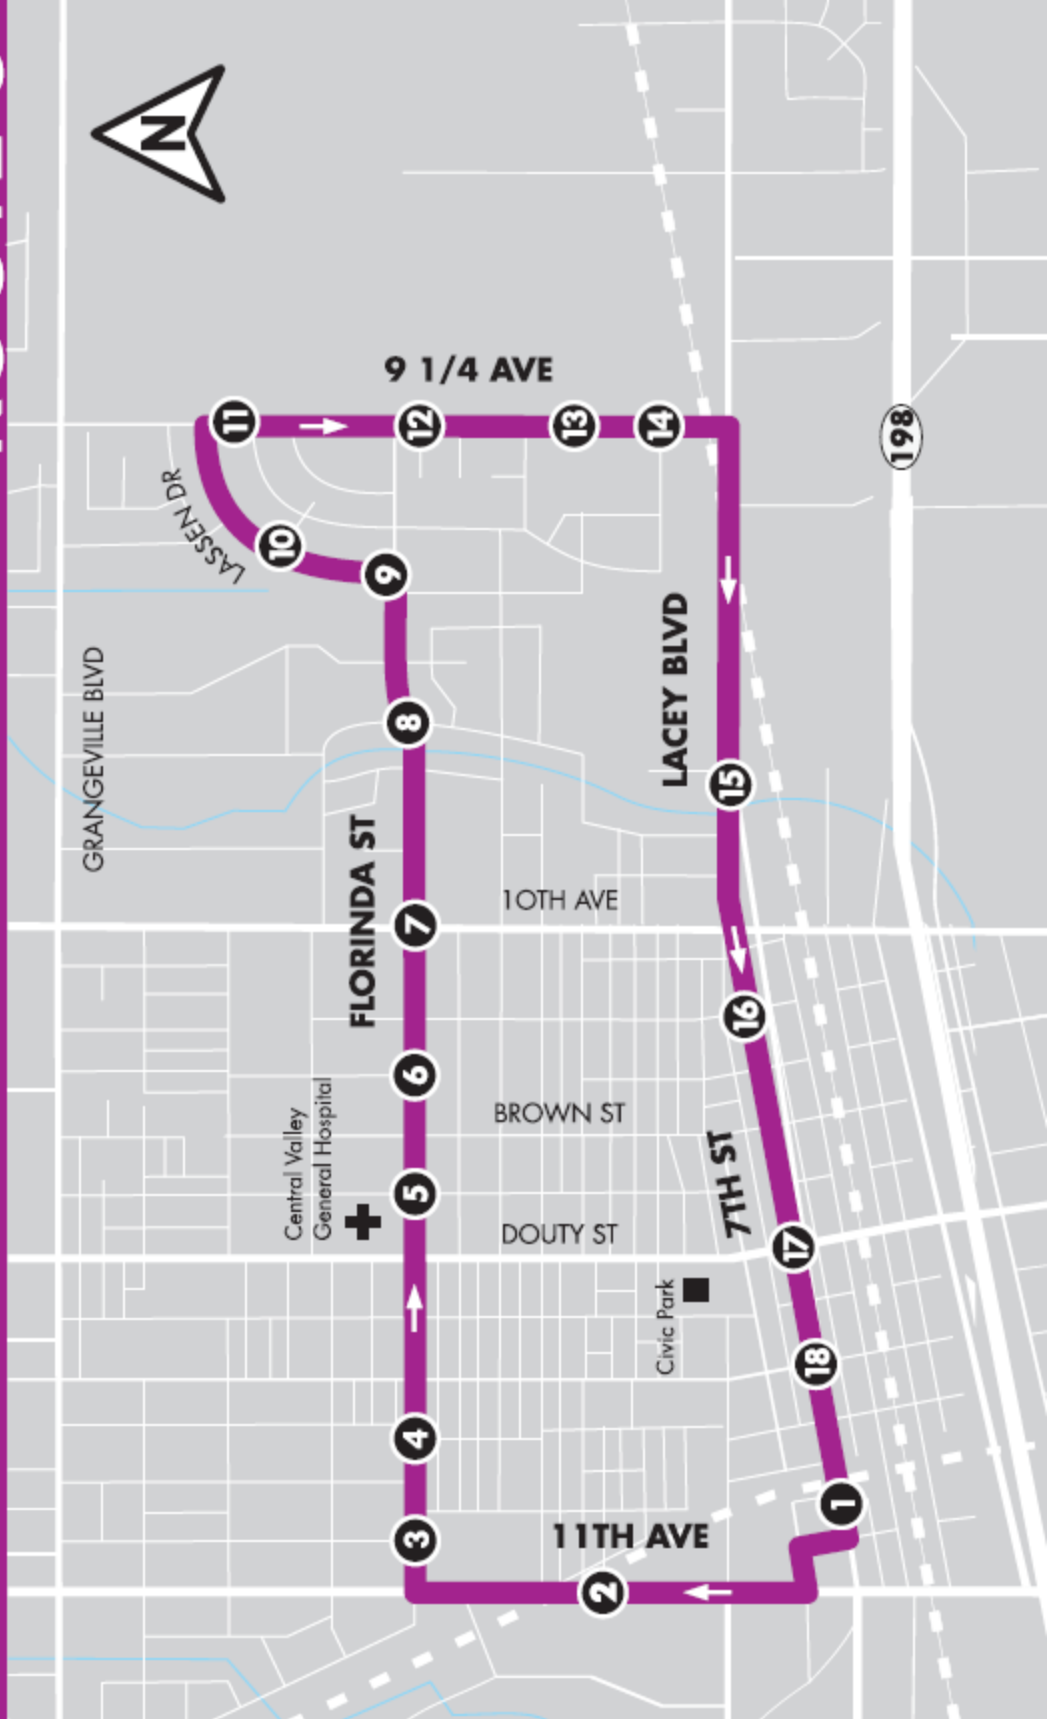 N
9 1/4 AVE
11
12
13
14
198
LASSEN DR
10
9
GRANGEVILLE BLVD
8
LACEY BLVD
15
FLORINDA ST
7
10TH AVE
16
6
Central Valley
General Hospital
BROWN ST
5
7TH ST
DOUTY ST
17
Civic Park
18
4
3
11TH AVE
1
2